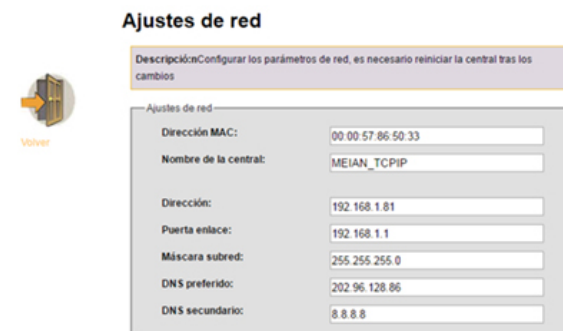 Ajustes de red
Descripció:nConfigurar los parámetros de red, es necesario reiniciar la central tras los
cambios
Volver
Ajustes de red
Dirección MAC: 00:00:57:86:50:33
Nombre de la central: MEIAN_TCPIP
Dirección: 192.168.1.81
Puerta enlace: 192.168.1.1
Máscara subred: 255.255.255.0
DNS preferido: 202.96.128.86
DNS secundario: 8.8.8.8